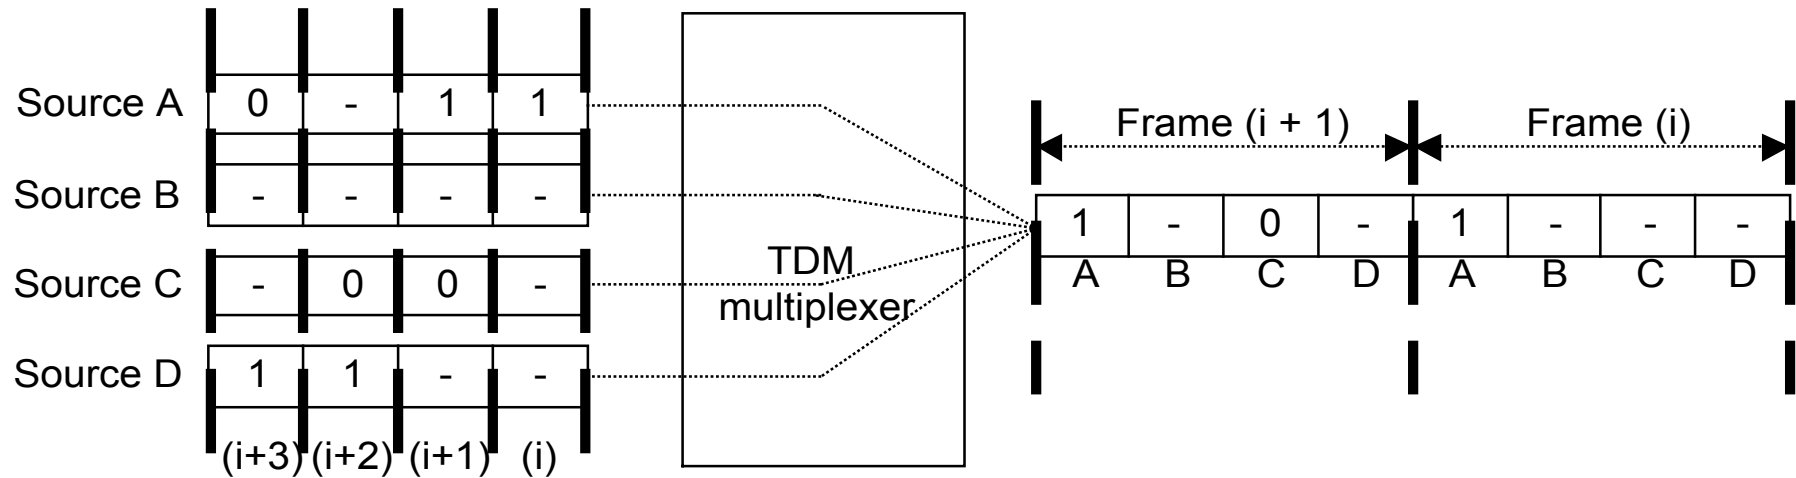 Source A 0 - 1 1
Source B - - - -
Source C - 0 0 -
Source D 1 1 - -
(i+3) (i+2) (i+1) (i)
TDM
multiplexer
Frame (i + 1) Frame (i)
1 - 0 - 1 - - -
A B C D A B C D